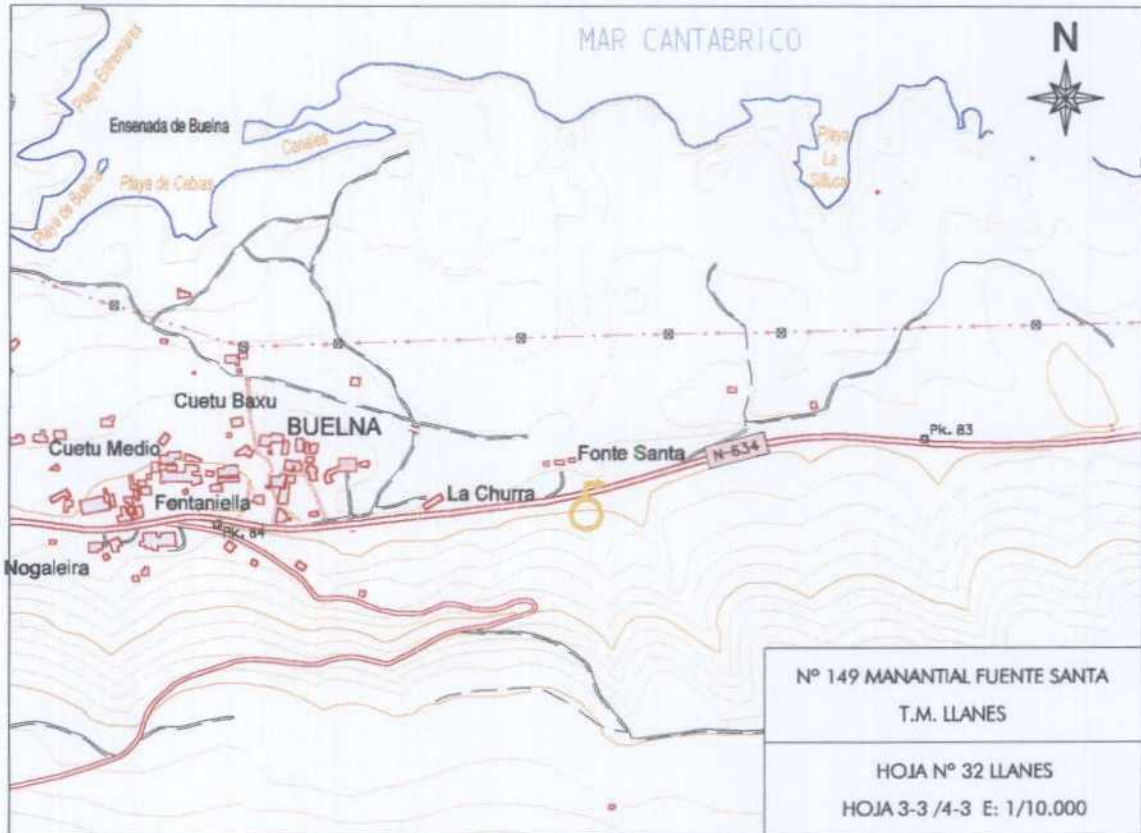 MAR CANTABRICO
N
Playa Entremares
Ensenada de Buelna
Canales
Playa
La
Silluca
Playa de Buelna
Playa de Cebias
Cuetu Baxu
BUELNA
Cuetu Medio
Fonte Santa
N-634
Pk. 83
La Churra
Fontaniella
Pk. 84
Nogaleira
Nº 149 MANANTIAL FUENTE SANTA
T.M. LLANES
HOJA Nº 32 LLANES
HOJA 3-3 /4-3 E: 1/10.000